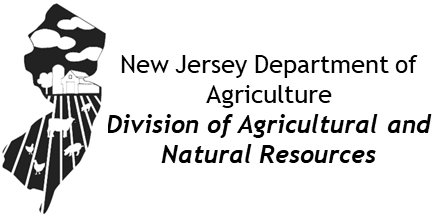 New Jersey Department of
Agriculture
Division of Agricultural and
Natural Resources